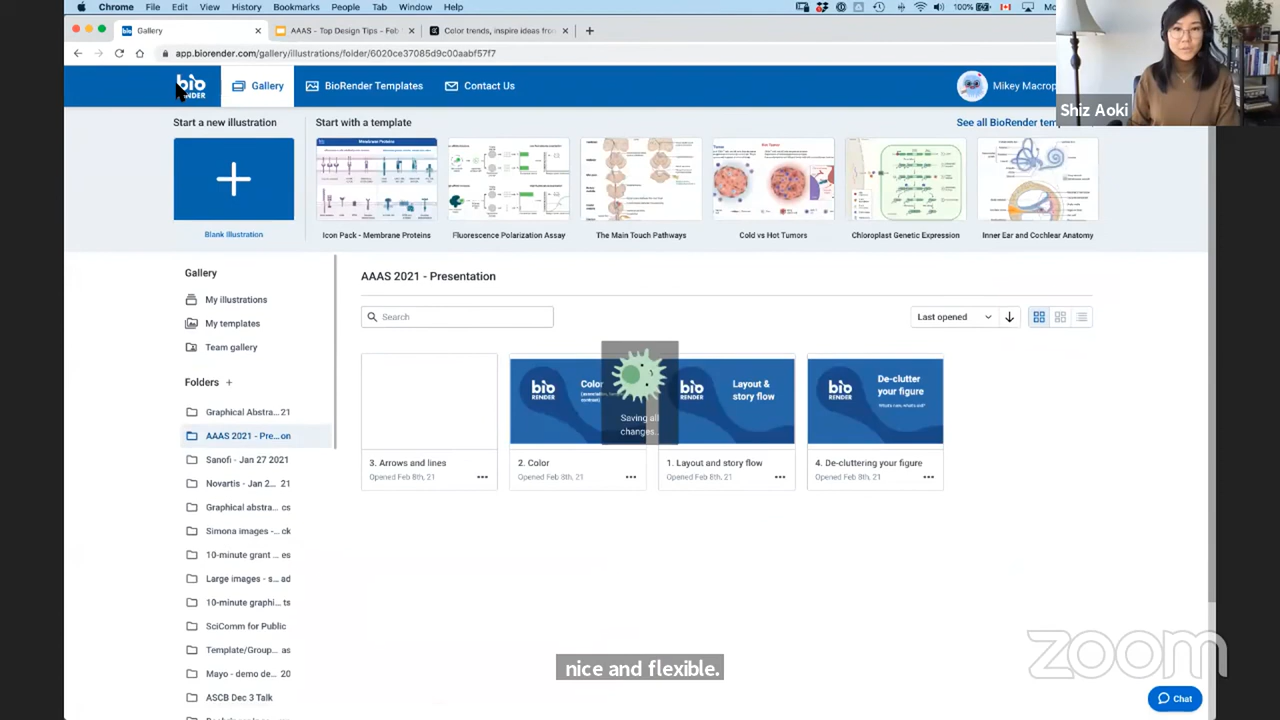 Chrome File Edit View History Bookmarks People Tab Window Help 100%
Gallery AAAS - Top Design Tips - Feb Color trends, inspire ideas from
app.biorender.com/gallery/illustrations/folder/6020ce37085d9c00aabf57f7
bio RENDER Gallery BioRender Templates Contact Us Mikey Macrop
Shiz Aoki
Start a new illustration Start with a template See all BioRender
Blank Illustration Icon Pack - Membrane Proteins Fluorescence Polarization Assay The Main Touch Pathways Cold vs Hot Tumors Chloroplast Genetic Expression Inner Ear and Cochlear Anatomy
Gallery
My illustrations
My templates
Team gallery
Folders +
Graphical Abstra... 21
AAAS 2021 - Pre...on
Sanofi - Jan 27 2021
Novartis - Jan 2... 21
Graphical abstra... cs
Simona images -... ck
10-minute grant ... es
Large images - s... ad
10-minute graphi... ts
SciComm for Public
Template/Group... as
Mayo - demo de... 20
ASCB Dec 3 Talk
AAAS 2021 - Presentation
Search Last opened
bio RENDER Color
Saving all
changes...
bio RENDER Layout &
story flow
bio RENDER De-clutter
your figure
3. Arrows and lines 2. Color 1. Layout and story flow 4. De-cluttering your figure
Opened Feb 8th, 21 Opened Feb 8th, 21 Opened Feb 8th, 21 Opened Feb 8th, 21
nice and flexible.
zoom
Chat